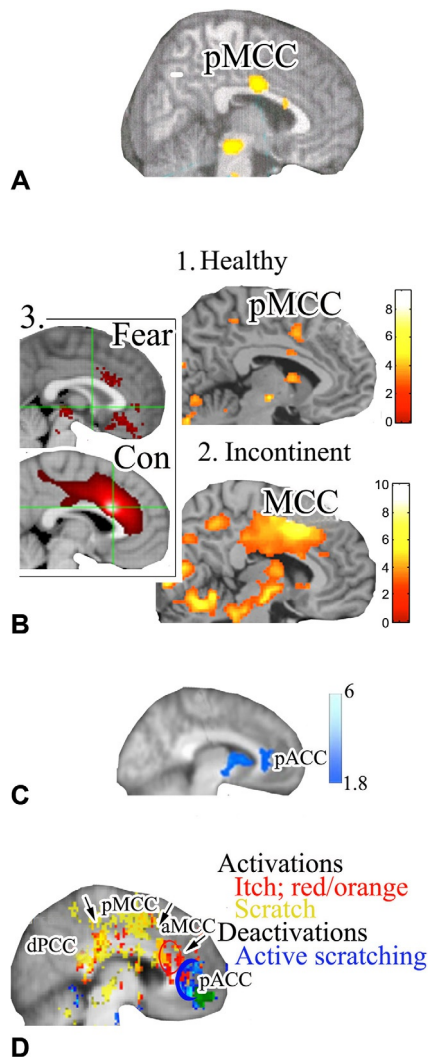 pMCC
A
1. Healthy
3.
Fear
pMCC
8
6
4
2
0
Con
2. Incontinent
MCC
10
8
6
4
2
0
B
6
pACC
1.8
C
Activations
Itch; red/orange
Scratch
Deactivations
Active scratching
pMCC
aMCC
dPCC
pACC
D